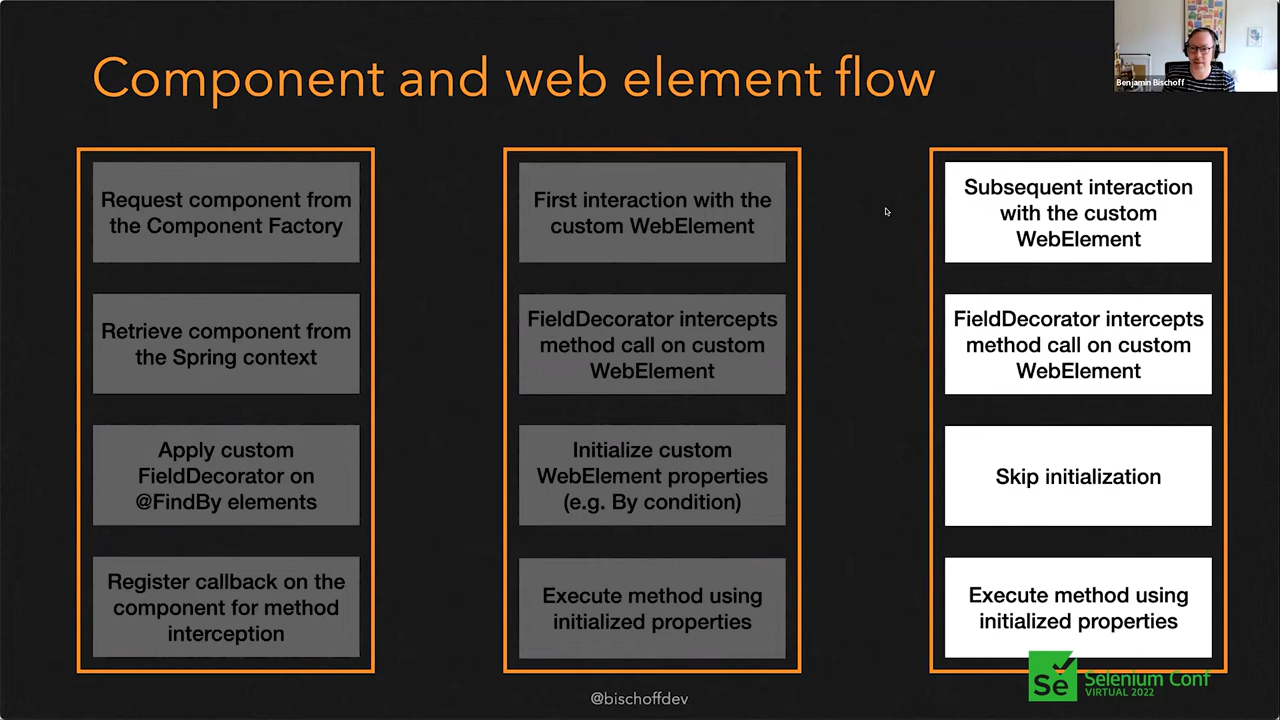 Component and web element flow
Benjamin Bischoff
Request component from
the Component Factory
Retrieve component from
the Spring context
Apply custom
FieldDecorator on
@FindBy elements
Register callback on the
component for method
interception
First interaction with the
custom WebElement
FieldDecorator intercepts
method call on custom
WebElement
Initialize custom
WebElement properties
(e.g. By condition)
Execute method using
initialized properties
Subsequent interaction
with the custom
WebElement
FieldDecorator intercepts
method call on custom
WebElement
Skip initialization
Execute method using
initialized properties
@bischoffdev
Se
Selenium Conf
VIRTUAL 2022